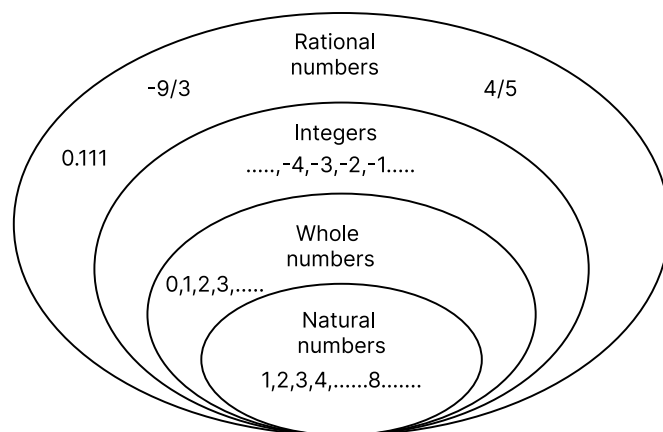 Rational
numbers
-9/3
4/5
0.111
Integers
.....,-4,-3,-2,-1.....
Whole
numbers
0,1,2,3,.....
Natural
numbers
1,2,3,4,......8.......